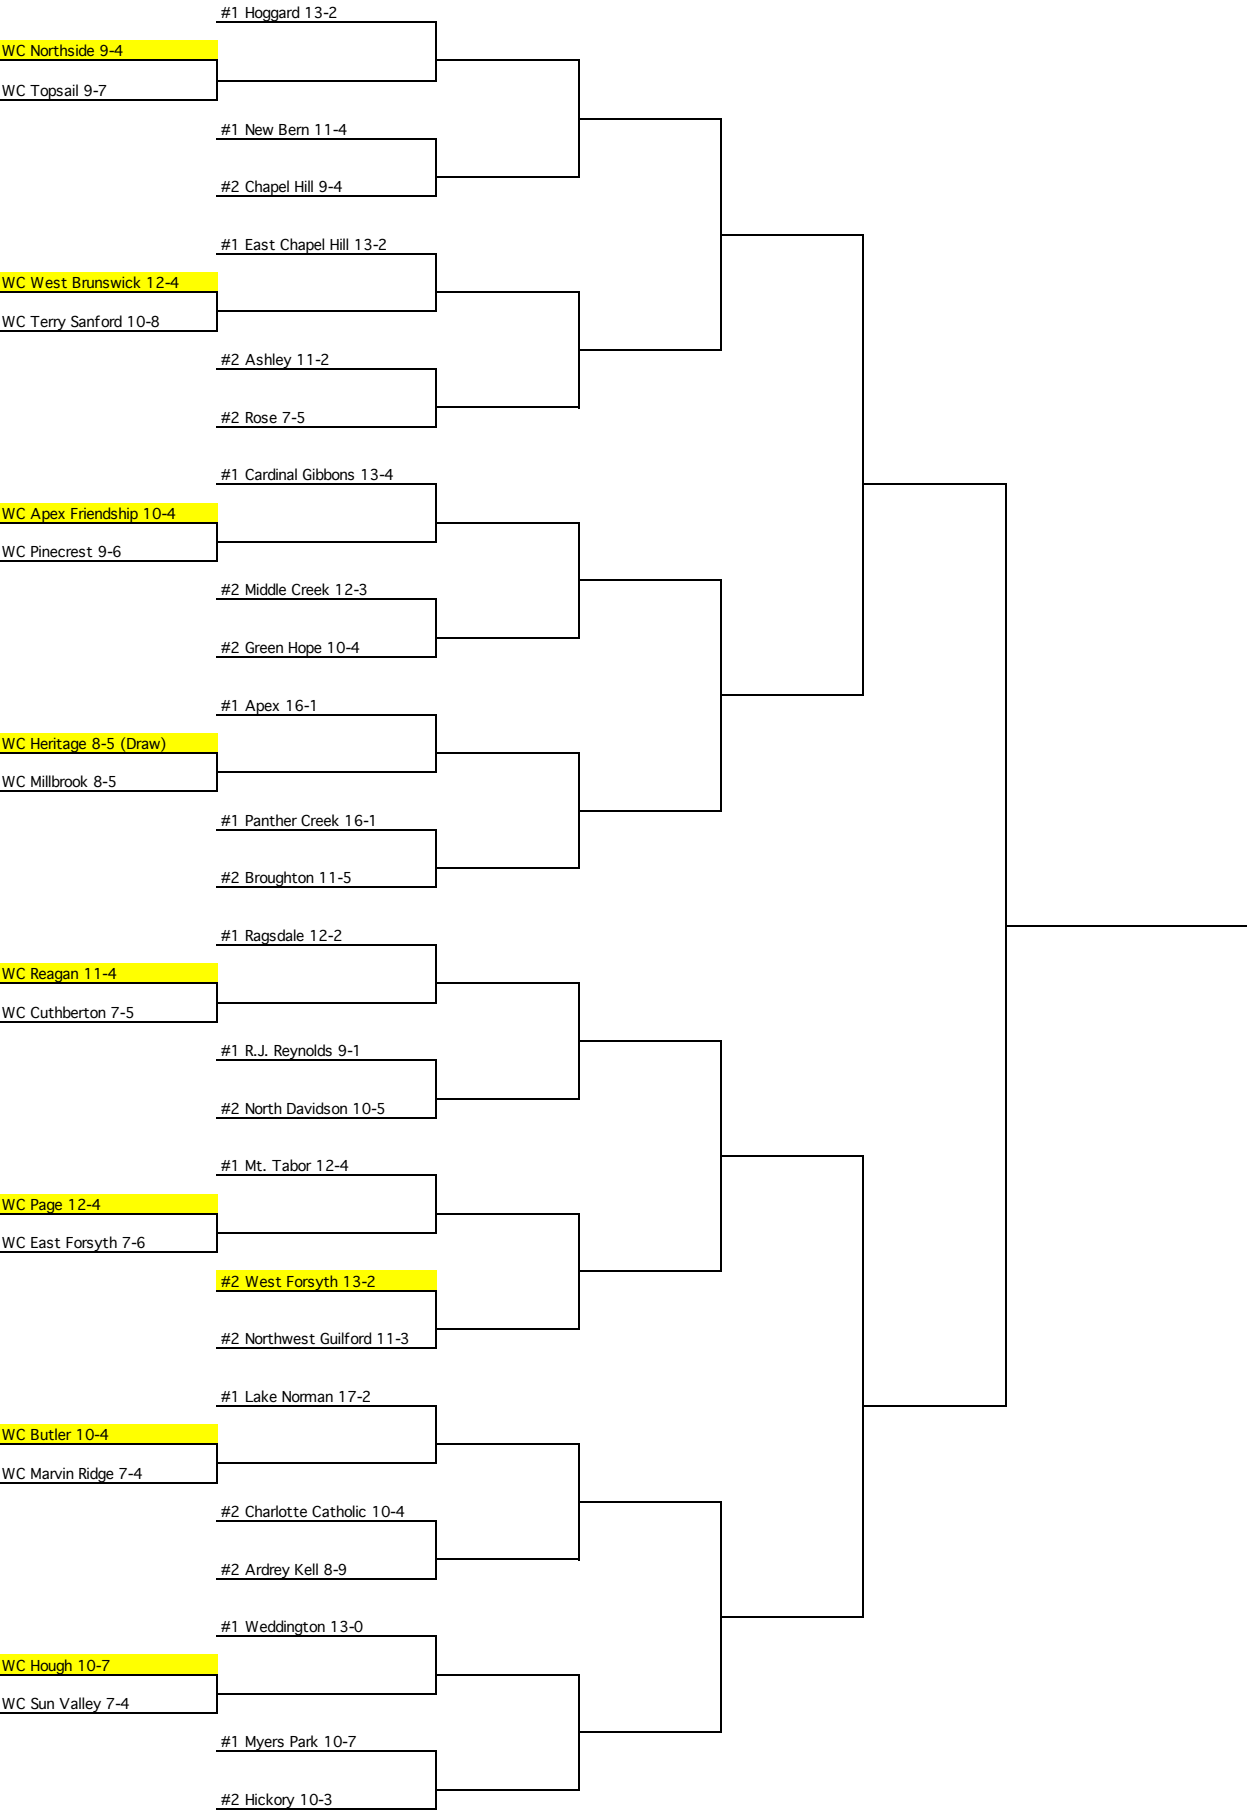 #1 Hoggard 13-2
WC Northside 9-4
WC Topsail 9-7
#1 New Bern 11-4
#2 Chapel Hill 9-4
#1 East Chapel Hill 13-2
WC West Brunswick 12-4
WC Terry Sanford 10-8
#2 Ashley 11-2
#2 Rose 7-5
#1 Cardinal Gibbons 13-4
WC Apex Friendship 10-4
WC Pinecrest 9-6
#2 Middle Creek 12-3
#2 Green Hope 10-4
#1 Apex 16-1
WC Heritage 8-5 (Draw)
WC Millbrook 8-5
#1 Panther Creek 16-1
#2 Broughton 11-5
#1 Ragsdale 12-2
WC Reagan 11-4
WC Cuthberton 7-5
#1 R.J. Reynolds 9-1
#2 North Davidson 10-5
#1 Mt. Tabor 12-4
WC Page 12-4
WC East Forsyth 7-6
#2 West Forsyth 13-2
#2 Northwest Guilford 11-3
#1 Lake Norman 17-2
WC Butler 10-4
WC Marvin Ridge 7-4
#2 Charlotte Catholic 10-4
#2 Ardrey Kell 8-9
#1 Weddington 13-0
WC Hough 10-7
WC Sun Valley 7-4
#1 Myers Park 10-7
#2 Hickory 10-3